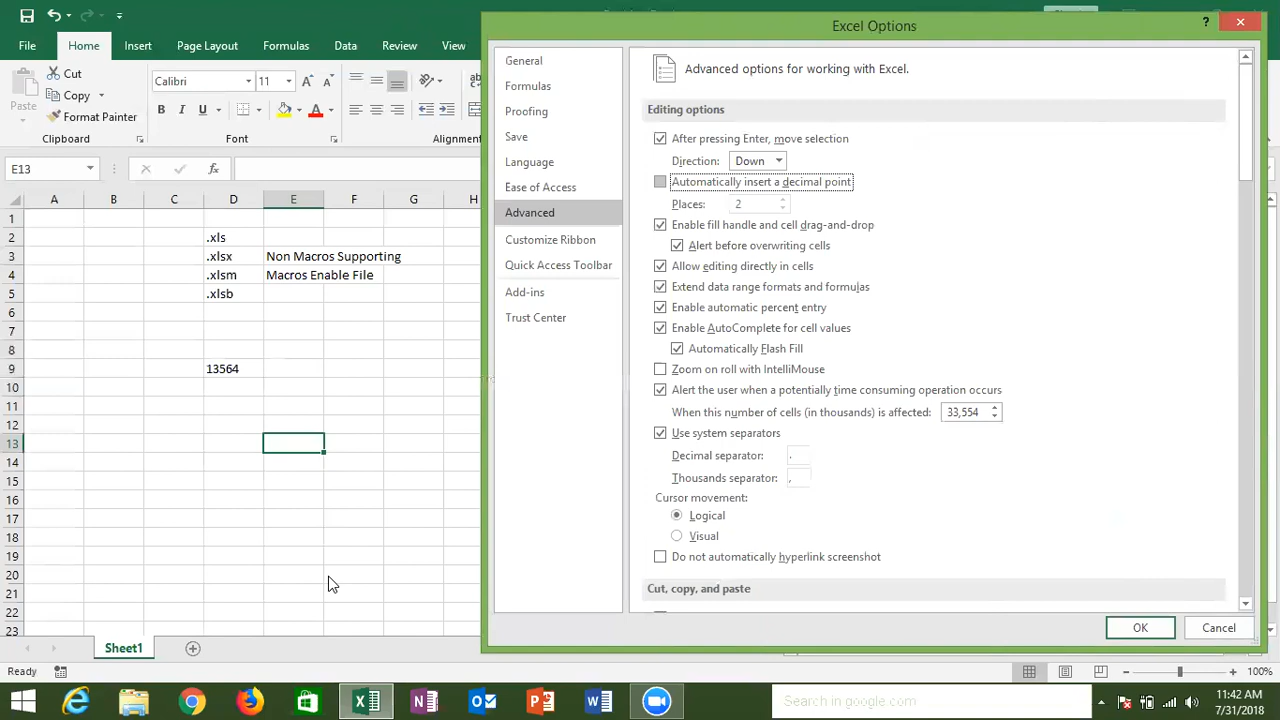 Excel Options
?
File Home Insert Page Layout Formulas Data Review View
Cut
Copy
Format Painter
Paste
Clipboard
Calibri 11
B I U
Font
Alignment
E13
fx
A B C D E F G H
1
2 .xls
3 .xlsx Non Macros Supporting
4 .xlsm Macros Enable File
5 .xlsb
6
7
8
9 13564
10
11
12
13
14
15
16
17
18
19
20
21
22
23
Sheet1
Ready
General
Formulas
Proofing
Save
Language
Ease of Access
Advanced
Customize Ribbon
Quick Access Toolbar
Add-ins
Trust Center
Advanced options for working with Excel.
Editing options
After pressing Enter, move selection
Direction: Down
Automatically insert a decimal point
Places: 2
Enable fill handle and cell drag-and-drop
Alert before overwriting cells
Allow editing directly in cells
Extend data range formats and formulas
Enable automatic percent entry
Enable AutoComplete for cell values
Automatically Flash Fill
Zoom on roll with IntelliMouse
Alert the user when a potentially time consuming operation occurs
When this number of cells (in thousands) is affected: 33,554
Use system separators
Decimal separator: .
Thousands separator: ,
Cursor movement:
Logical
Visual
Do not automatically hyperlink screenshot
Cut, copy, and paste
OK Cancel
100%
Search in google.com
11:42 AM
7/31/2018